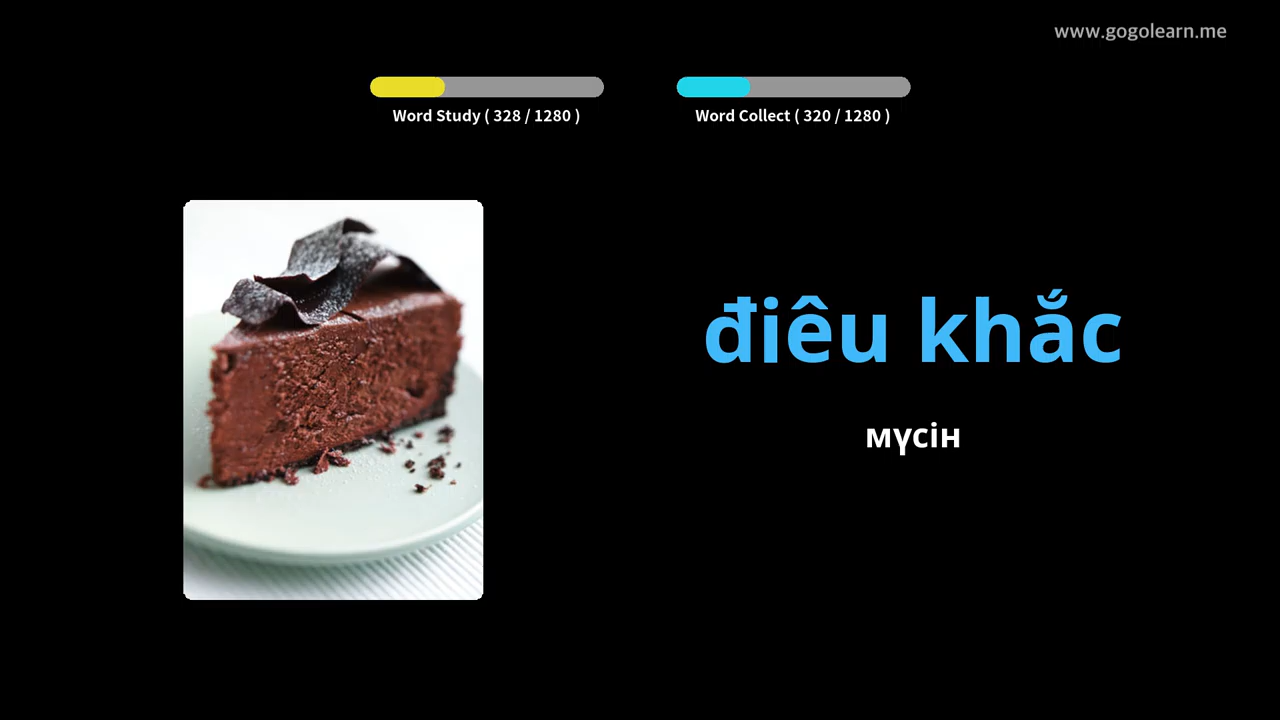 www.gogolearn.me
Word Study ( 328 / 1280 )
Word Collect ( 320 / 1280 )
điêu khắc
мүсін